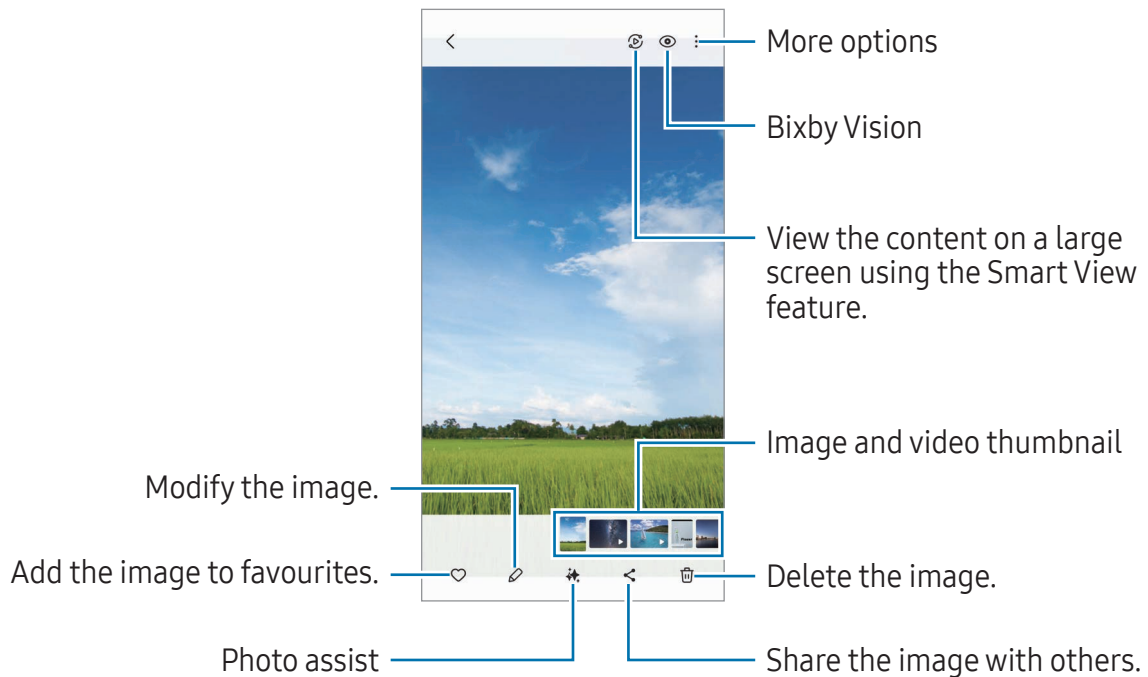 More options
Bixby Vision
View the content on a large
screen using the Smart View
feature.
Image and video thumbnail
Modify the image.
Add the image to favourites.
Delete the image.
Photo assist
Share the image with others.